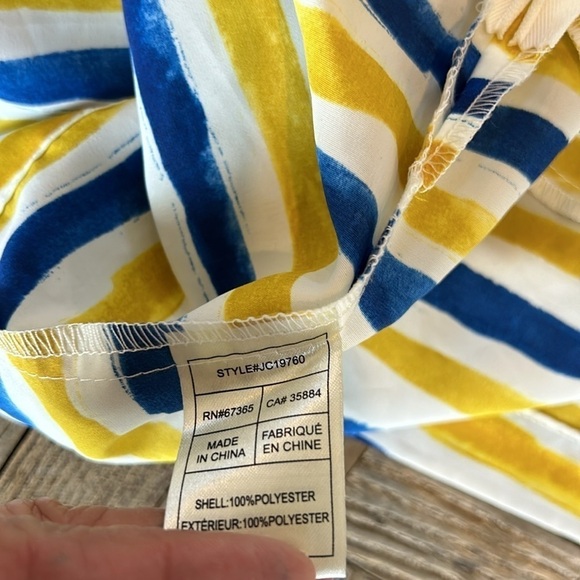 STYLE#JC19760
RN#67365 CA# 35884
MADE IN CHINA
FABRIQUÉ EN CHINE
SHELL:100%POLYESTER
EXTÉRIEUR:100%POLYESTER